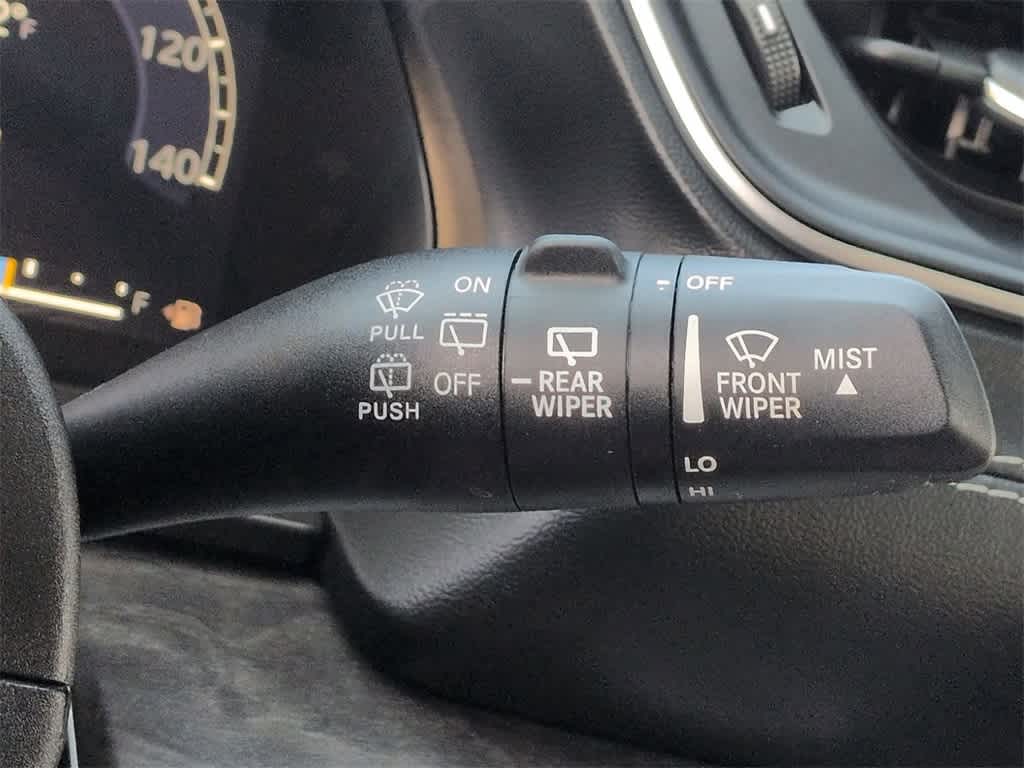 °F
120
140
F
ON
PULL
OFF
PUSH
REAR
WIPER
OFF
FRONT
WIPER
MIST
LO
HI